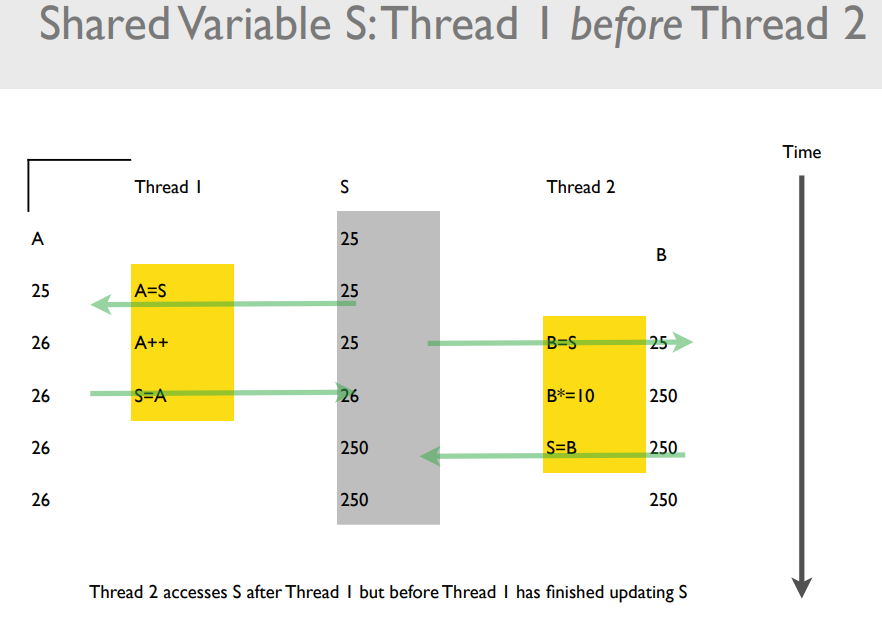 Shared Variable S: Thread 1 before Thread 2
Time
Thread 1 S Thread 2
A 25
B
25 A=S 25
26 A++ 25 B=S 25
26 S=A 26 B*=10 250
26 250 S=B 250
26 250 250
Thread 2 accesses S after Thread 1 but before Thread 1 has finished updating S